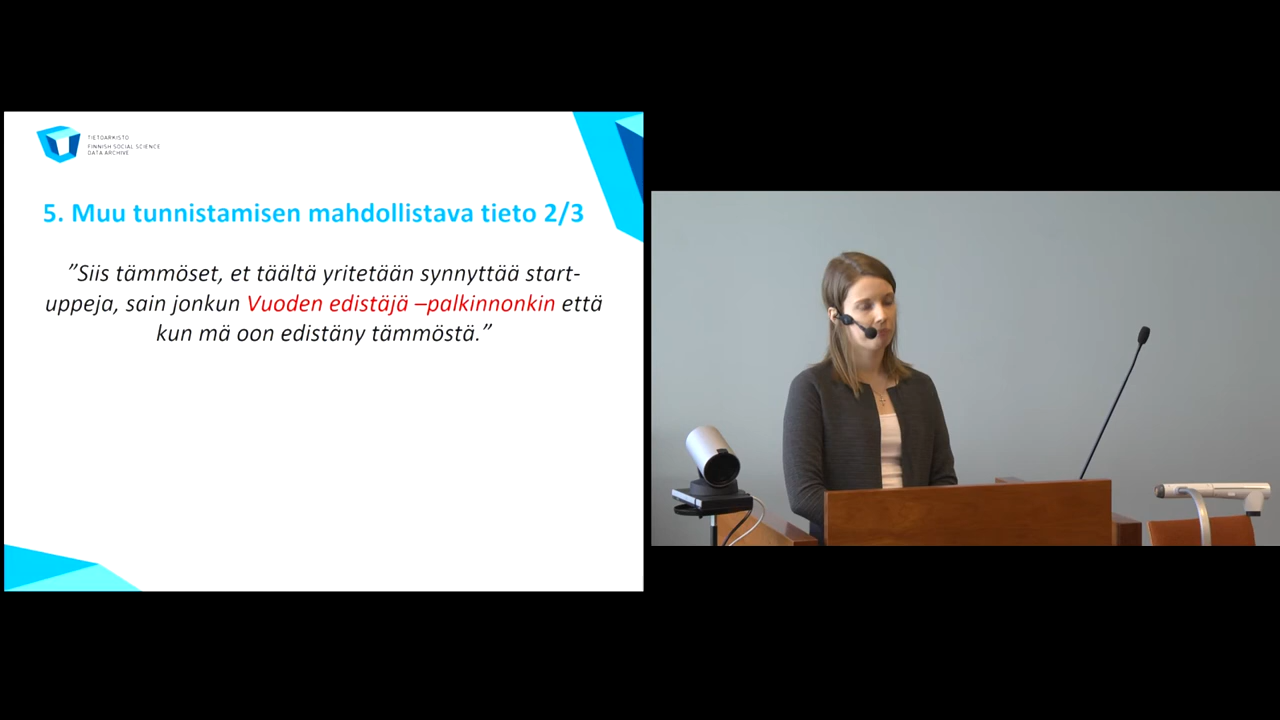 TIETOARKISTO
FINNISH SOCIAL SCIENCE
DATA ARCHIVE
5. Muu tunnistamisen mahdollistava tieto 2/3
”Siis tämmöset, et täältä yritetään synnyttää start-
uppeja, sain jonkun Vuoden edistäjä –palkinnonkin että
kun mä oon edistäny tämmöstä.”